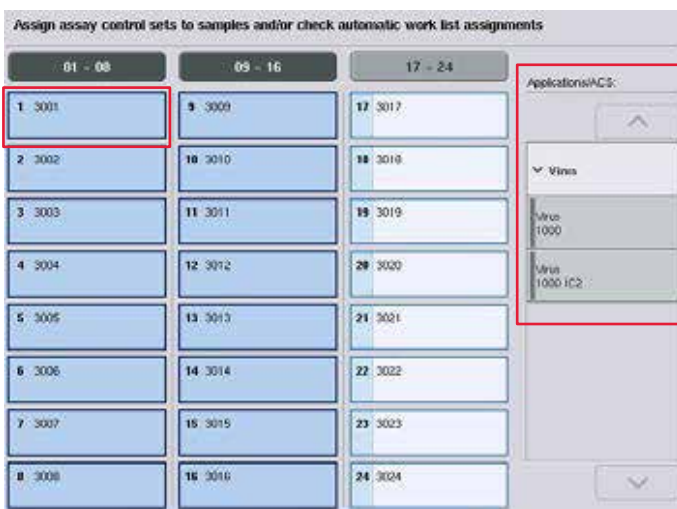 Assign assay control sets to samples and/or check automatic work list assignments
01 - 08 09 - 16 17 - 24
Applications/ACS:
1 3001 9 3009 17 3017
2 3002 10 3010 18 3018
Virus
3 3003 11 3011 19 3019
Virus
1000
4 3004 12 3012 20 3020
Virus
1000 IC2
5 3005 13 3013 21 3021
6 3006 14 3014 22 3022
7 3007 15 3015 23 3023
8 3008 16 3016 24 3024